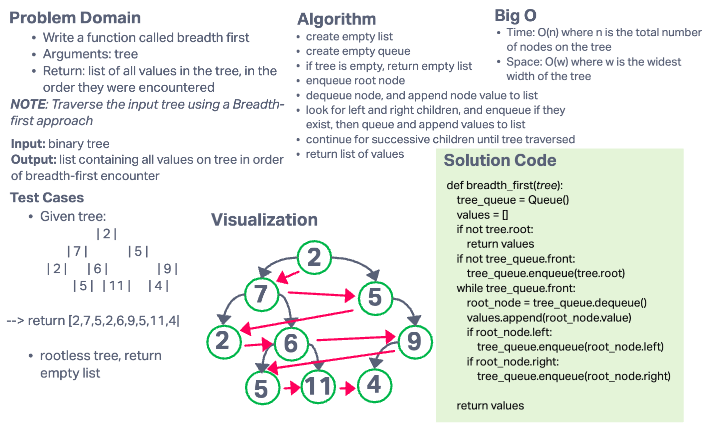 Problem Domain
• Write a function called breadth first
• Arguments: tree
• Return: list of all values in the tree, in the
order they were encountered
NOTE: Traverse the input tree using a Breadth-
first approach
Input: binary tree
Output: list containing all values on tree in order
of breadth-first encounter
Test Cases
• Given tree:
| 2 |
| 7 | | 5 |
| 2 | | 6 | | 9 |
| 5 | | 11 | | 4 |
--> return [2,7,5,2,6,9,5,11,4|
• rootless tree, return
empty list
Algorithm
• create empty list
• create empty queue
• if tree is empty, return empty list
• enqueue root node
• dequeue node, and append node value to list
• look for left and right children, and enqueue if they
exist, then queue and append values to list
• continue for successive children until tree traversed
• return list of values
Big O
• Time: O(n) where n is the total number
of nodes on the tree
• Space: O(w) where w is the widest
width of the tree
Visualization
2
7 5
2 6 9
5 11 4
Solution Code
def breadth_first(tree):
tree_queue = Queue()
values = []
if not tree.root:
return values
if not tree_queue.front:
tree_queue.enqueue(tree.root)
while tree_queue.front:
root_node = tree_queue.dequeue()
values.append(root_node.value)
if root_node.left:
tree_queue.enqueue(root_node.left)
if root_node.right:
tree_queue.enqueue(root_node.right)
return values